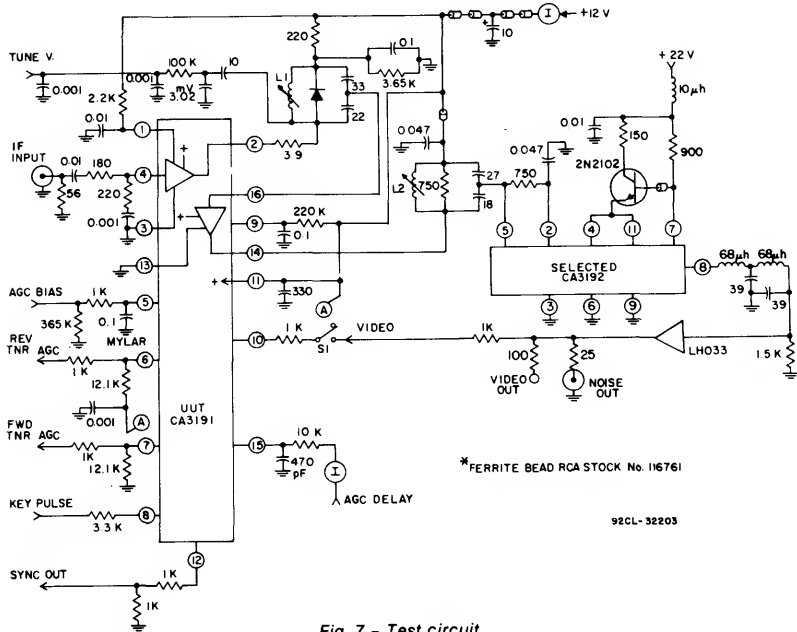 I
+12 V
+
10
TUNE V.
0.001
0.001
100 K
mV
3.02
10
220
0.1
3.65 K
L1
33
22
+22 V
10 µh
2.2K
0.01
1
2
39
0.047
0.01
150
900
2N2102
IF
INPUT
0.01
180
56
4
220
0.001
3
+
+
16
9
220 K
0.1
14
13
L2
750
27
18
750
0.047
5
2
4
11
7
SELECTED
CA3192
8
3
6
9
68µh
68µh
39
39
+
11
330
A
AGC BIAS
1 K
5
365 K
0.1
MYLAR
REV
TNR AGC
1 K
6
12.1K
0.001
A
10
1 K
S1
VIDEO
1K
100
VIDEO
OUT
25
NOISE
OUT
LH033
1.5 K
UUT
CA3191
FWD
TNR AGC
1K
7
12.1K
15
10 K
470
pF
I
AGC DELAY
KEY PULSE
3.3 K
8
*FERRITE BEAD RCA STOCK No. 116761
92CL-32203
12
SYNC OUT
1 K
1K
Fig. 7 – Test circuit